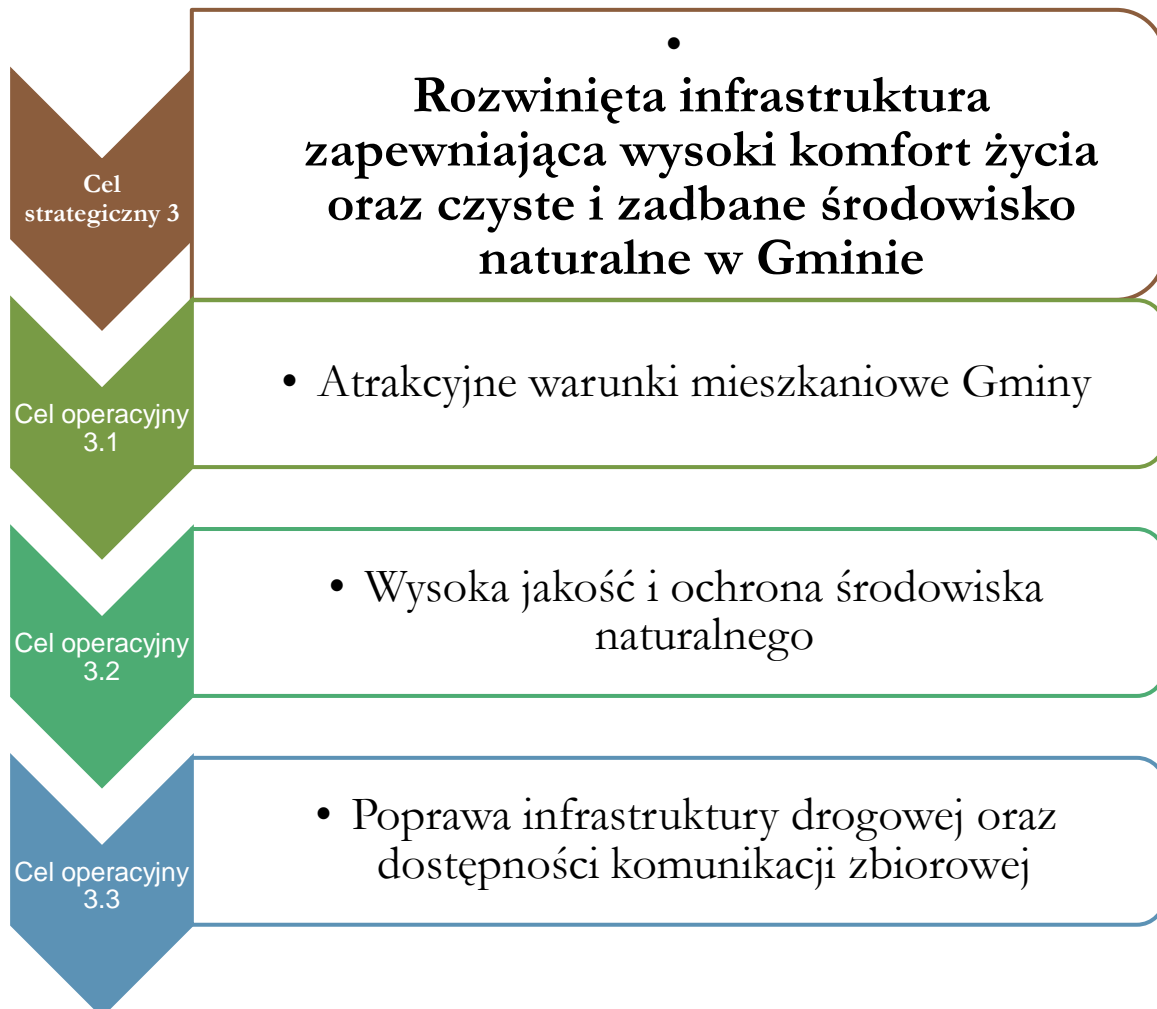 •
Rozwinięta infrastruktura
zapewniająca wysoki komfort życia
oraz czyste i zadbane środowisko
naturalne w Gminie
Cel
strategiczny 3
• Atrakcyjne warunki mieszkaniowe Gminy
Cel operacyjny
3.1
• Wysoka jakość i ochrona środowiska
naturalnego
Cel operacyjny
3.2
• Poprawa infrastruktury drogowej oraz
dostępności komunikacji zbiorowej
Cel operacyjny
3.3